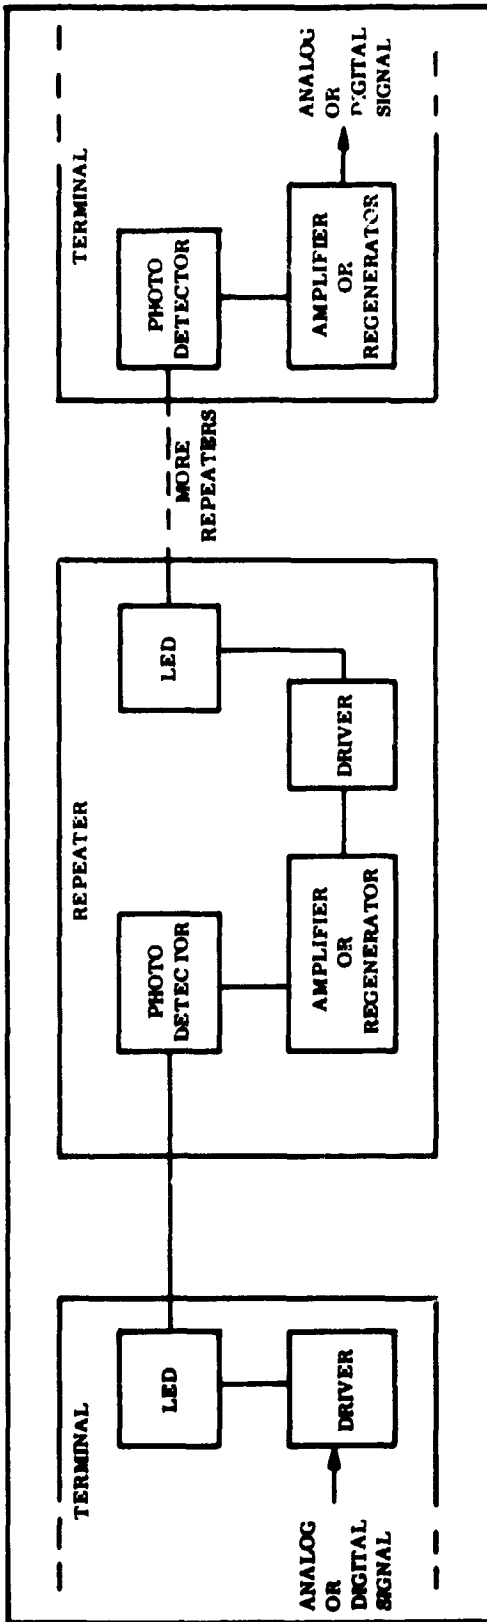 TERMINAL
LED
DRIVER
ANALOG
OR
DIGITAL
SIGNAL
REPEATER
PHOTO
DETECTOR
AMPLIFIER
OR
REGENERATOR
DRIVER
LED
MORE
REPEATERS
TERMINAL
PHOTO
DETECTOR
AMPLIFIER
OR
REGENERATOR
ANALOG
OR
DIGITAL
SIGNAL